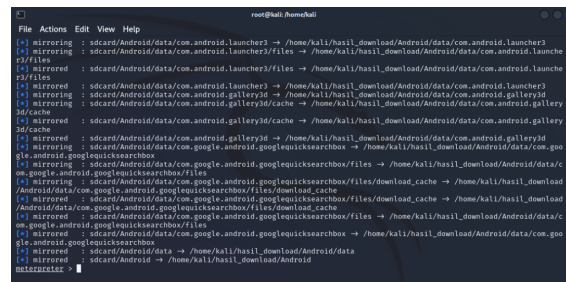 root@kali: /home/kali
File Actions Edit View Help
[*] mirroring : sdcard/Android/data/com.android.launcher3 → /home/kali/hasil_download/Android/data/com.android.launcher3
[*] mirroring : sdcard/Android/data/com.android.launcher3/files → /home/kali/hasil_download/Android/data/com.android.launche
r3/files
[*] mirrored : sdcard/Android/data/com.android.launcher3/files → /home/kali/hasil_download/Android/data/com.android.launche
r3/files
[*] mirrored : sdcard/Android/data/com.android.launcher3 → /home/kali/hasil_download/Android/data/com.android.launcher3
[*] mirroring : sdcard/Android/data/com.android.gallery3d → /home/kali/hasil_download/Android/data/com.android.gallery3d
[*] mirroring : sdcard/Android/data/com.android.gallery3d/cache → /home/kali/hasil_download/Android/data/com.android.gallery
3d/cache
[*] mirrored : sdcard/Android/data/com.android.gallery3d/cache → /home/kali/hasil_download/Android/data/com.android.gallery
3d/cache
[*] mirrored : sdcard/Android/data/com.android.gallery3d → /home/kali/hasil_download/Android/data/com.android.gallery3d
[*] mirroring : sdcard/Android/data/com.google.android.googlequicksearchbox → /home/kali/hasil_download/Android/data/com.goo
gle.android.googlequicksearchbox
[*] mirroring : sdcard/Android/data/com.google.android.googlequicksearchbox/files → /home/kali/hasil_download/Android/data/c
om.google.android.googlequicksearchbox/files
[*] mirroring : sdcard/Android/data/com.google.android.googlequicksearchbox/files/download_cache → /home/kali/hasil_download
/Android/data/com.google.android.googlequicksearchbox/files/download_cache
[*] mirrored : sdcard/Android/data/com.google.android.googlequicksearchbox/files/download_cache → /home/kali/hasil_download
/Android/data/com.google.android.googlequicksearchbox/files/download_cache
[*] mirrored : sdcard/Android/data/com.google.android.googlequicksearchbox/files → /home/kali/hasil_download/Android/data/c
om.google.android.googlequicksearchbox/files
[*] mirrored : sdcard/Android/data/com.google.android.googlequicksearchbox → /home/kali/hasil_download/Android/data/com.goo
gle.android.googlequicksearchbox
[*] mirrored : sdcard/Android/data → /home/kali/hasil_download/Android/data
[*] mirrored : sdcard/Android → /home/kali/hasil_download/Android
meterpreter >